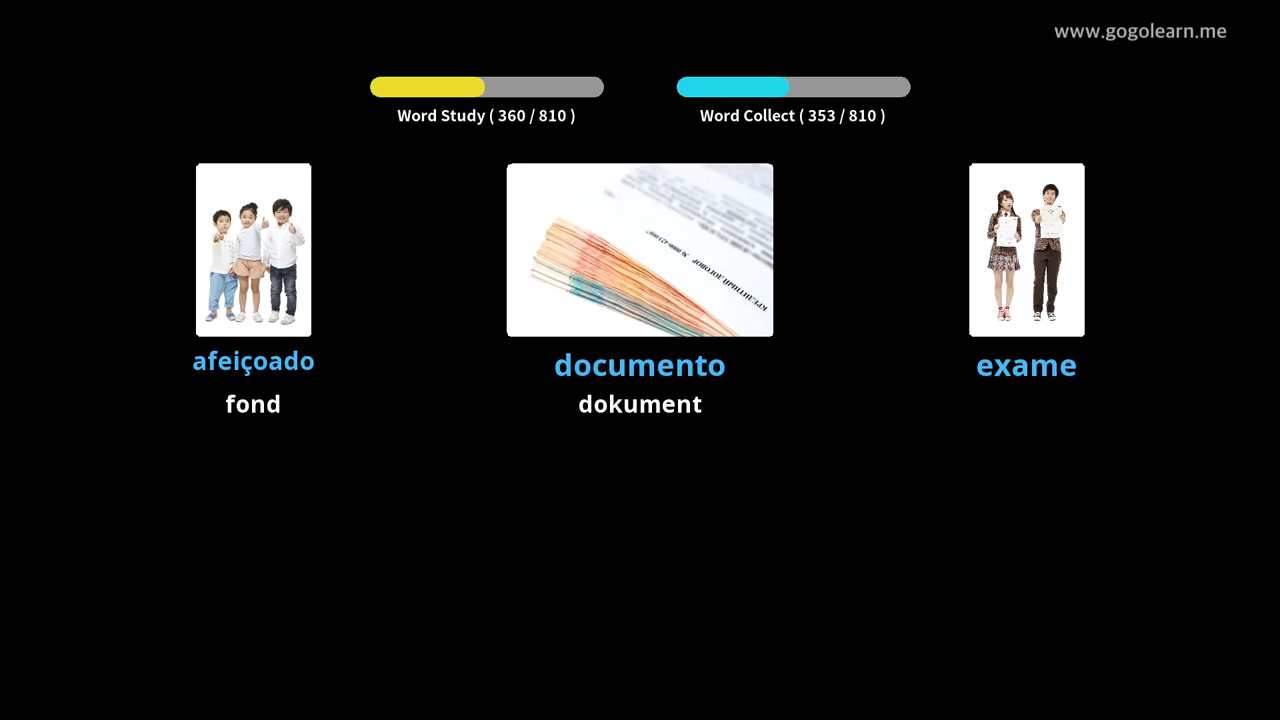 www.gogolearn.me
Word Study ( 360 / 810 )
Word Collect ( 353 / 810 )
afeiçoado
documento
exame
fond
dokument